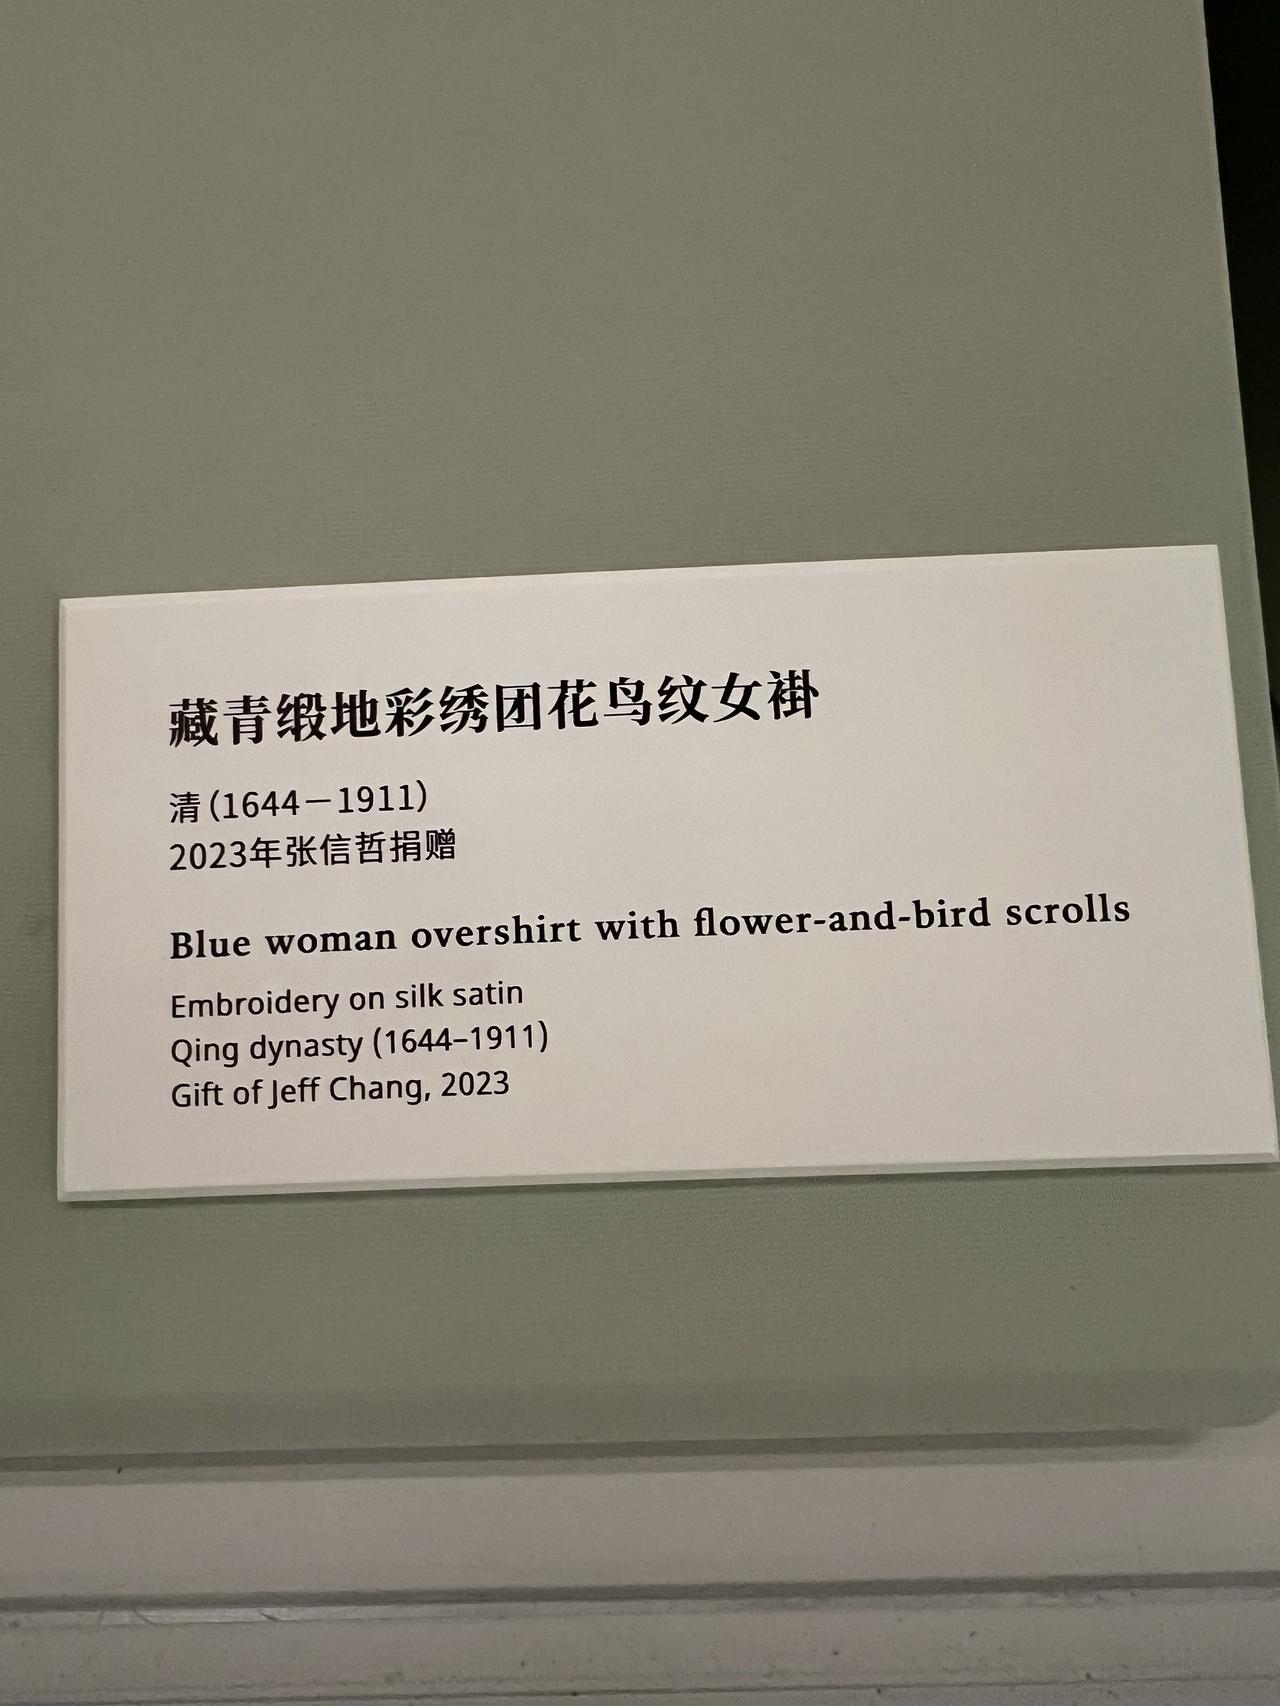 藏青缎地彩绣团花鸟纹女褂
清（1644－1911）
2023年张信哲捐赠
Blue woman overshirt with flower-and-bird scrolls
Embroidery on silk satin
Qing dynasty (1644–1911)
Gift of Jeff Chang, 2023